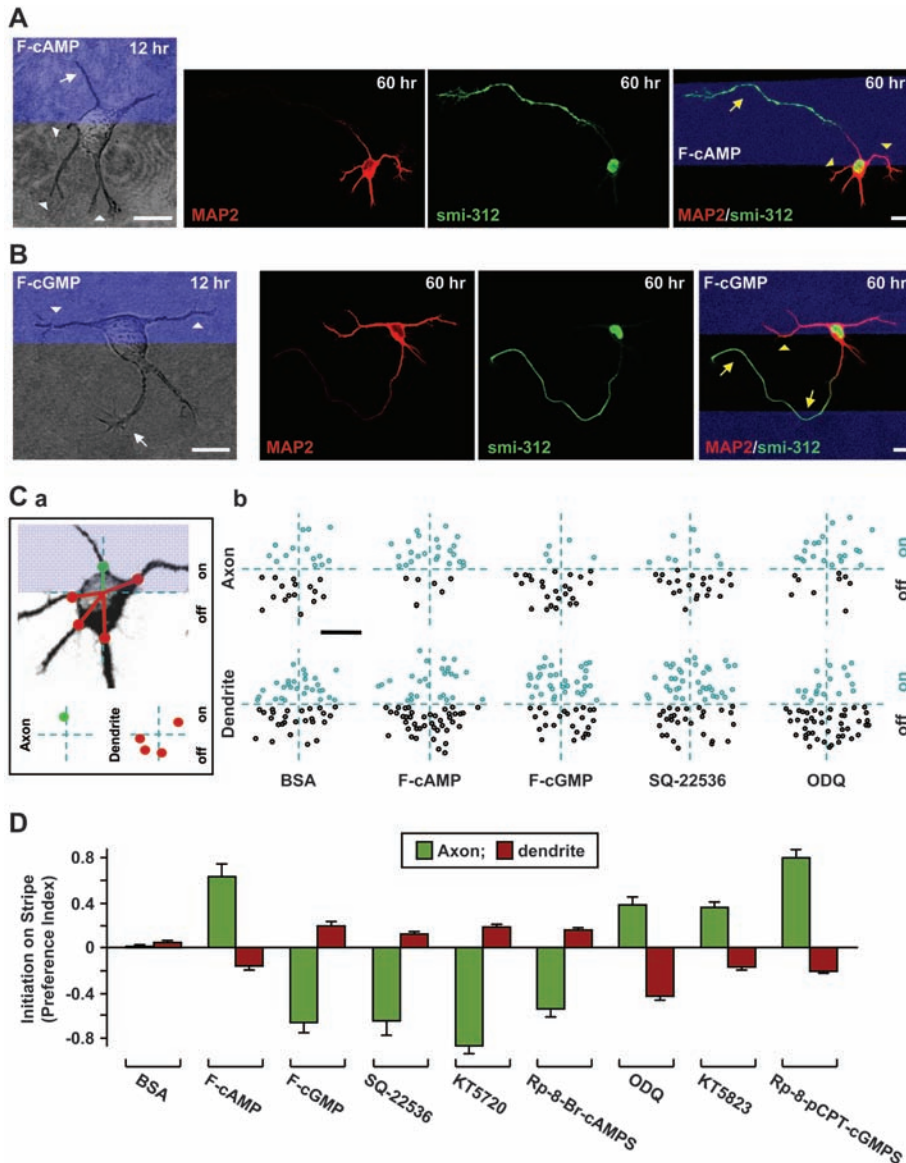 A
F-cAMP 12 hr
60 hr
MAP2
60 hr
smi-312
60 hr
F-cAMP
MAP2/smi-312
B
F-cGMP 12 hr
60 hr
MAP2
60 hr
smi-312
F-cGMP 60 hr
MAP2/smi-312
C a
on
off
Axon
Dendrite
on
off
b
Axon
on
off
Dendrite
on
off
BSA F-cAMP F-cGMP SQ-22536 ODQ
D
Axon; dendrite
Initiation on Stripe
(Preference Index)
0.8
0.4
0
-0.4
-0.8
BSA
F-cAMP
F-cGMP
SQ-22536
KT5720
Rp-8-Br-cAMPS
ODQ
KT5823
Rp-8-pCPT-cGMPS